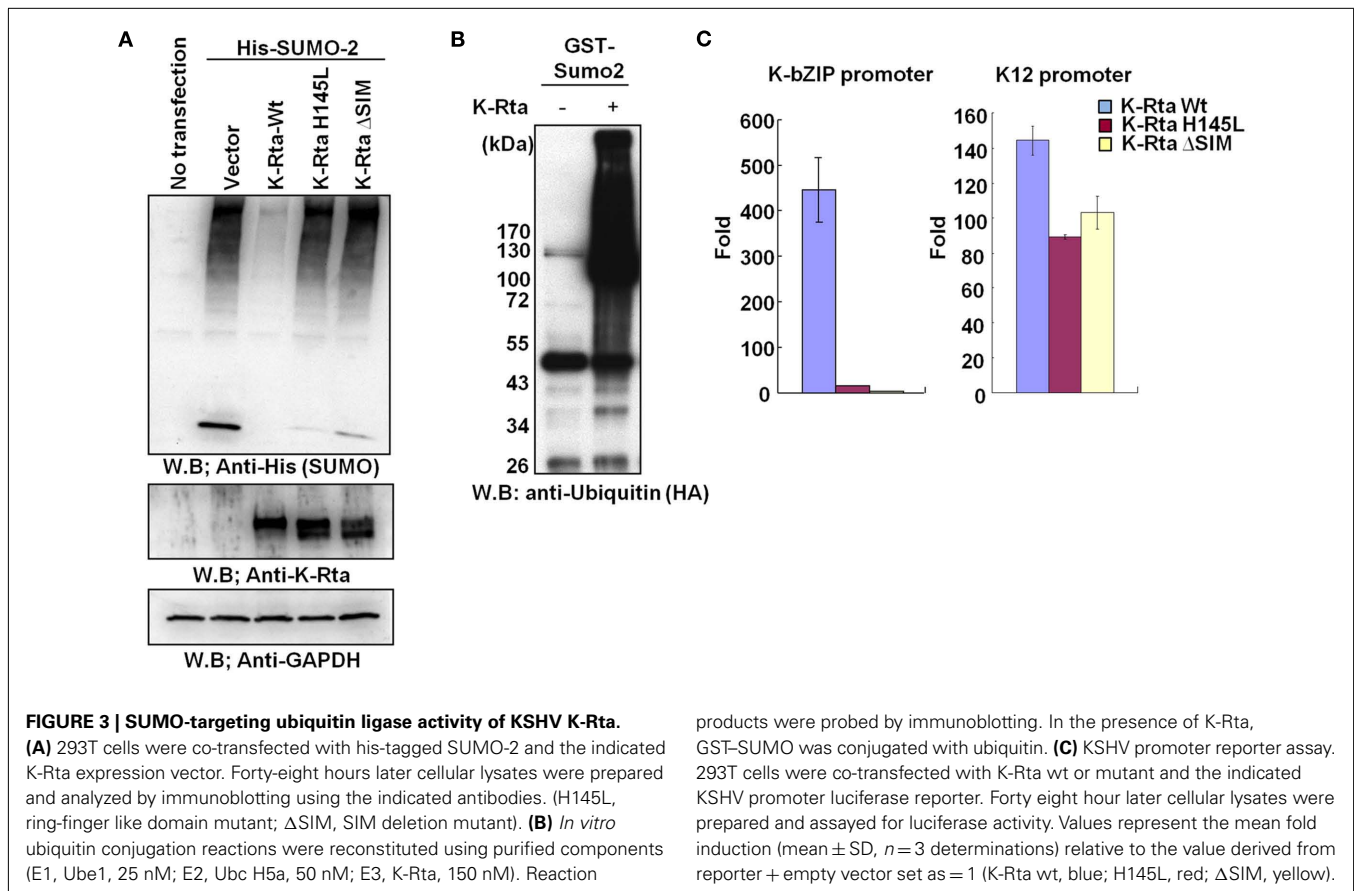 A
His-SUMO-2
No transfection
Vector
K-Rta-Wt
K-Rta H145L
K-Rta ΔSIM
W.B; Anti-His (SUMO)
W.B; Anti-K-Rta
W.B; Anti-GAPDH
B
GST-
Sumo2
K-Rta - +
(kDa)
170
130
100
72
55
43
34
26
W.B: anti-Ubiquitin (HA)
C
K-bZIP promoter
Fold
600
500
400
300
200
100
0
K12 promoter
Fold
160
140
120
100
80
60
40
20
0
K-Rta Wt
K-Rta H145L
K-Rta ΔSIM
FIGURE 3 | SUMO-targeting ubiquitin ligase activity of KSHV K-Rta.
(A) 293T cells were co-transfected with his-tagged SUMO-2 and the indicated
K-Rta expression vector. Forty-eight hours later cellular lysates were prepared
and analyzed by immunoblotting using the indicated antibodies. (H145L,
ring-finger like domain mutant; ΔSIM, SIM deletion mutant). (B) In vitro
ubiquitin conjugation reactions were reconstituted using purified components
(E1, Ube1, 25 nM; E2, Ubc H5a, 50 nM; E3, K-Rta, 150 nM). Reaction
products were probed by immunoblotting. In the presence of K-Rta,
GST–SUMO was conjugated with ubiquitin. (C) KSHV promoter reporter assay.
293T cells were co-transfected with K-Rta wt or mutant and the indicated
KSHV promoter luciferase reporter. Forty eight hour later cellular lysates were
prepared and assayed for luciferase activity. Values represent the mean fold
induction (mean ± SD, n = 3 determinations) relative to the value derived from
reporter + empty vector set as = 1 (K-Rta wt, blue; H145L, red; ΔSIM, yellow).